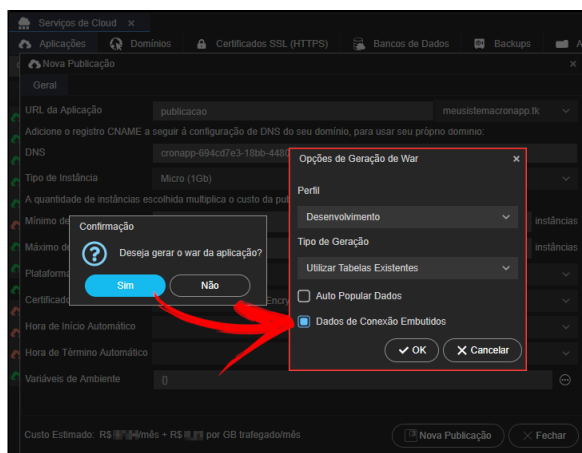 Serviços de Cloud ×
Aplicações Domínios Certificados SSL (HTTPS) Bancos de Dados Backups A
Nova Publicação ×
Geral
URL da Aplicação publicacao meusistemacronapp.tk
Adicione o registro CNAME a seguir à configuração de DNS do seu domínio, para usar seu próprio domínio:
DNS cronapp-694cd7e3-18bb-4480
Tipo de Instância Micro (1Gb)
A quantidade de instâncias escolhida multiplica o custo da
Mínimo de instâncias
Máximo de instâncias
Plataforma
Certificado Encry
Hora de Início Automático
Hora de Término Automático
Variáveis de Ambiente {}
Custo Estimado: R$ /mês + R$ por GB trafegado/mês
Nova Publicação Fechar
Confirmação
Deseja gerar o war da aplicação?
Sim Não
Opções de Geração de War ×
Perfil
Desenvolvimento
Tipo de Geração
Utilizar Tabelas Existentes
Auto Popular Dados
Dados de Conexão Embutidos
OK Cancelar